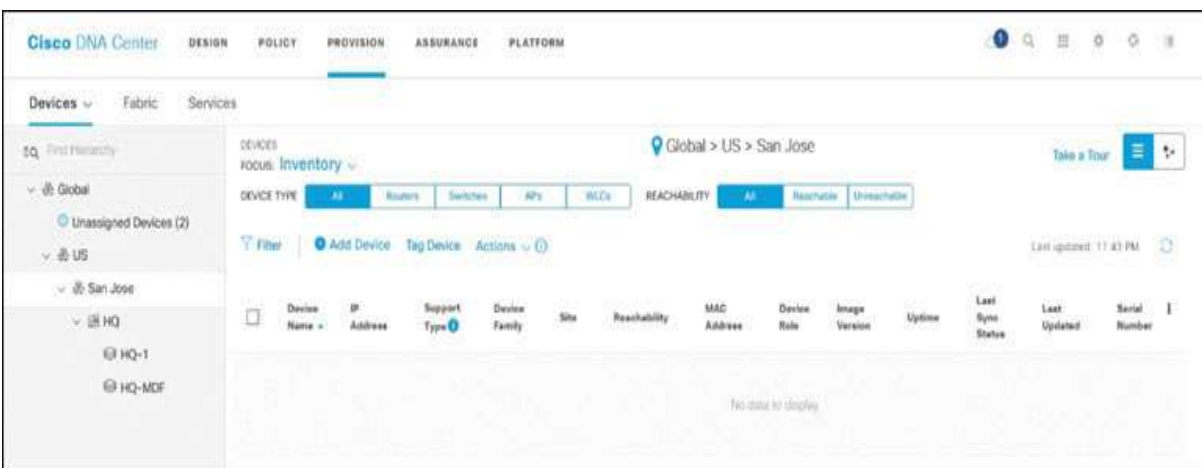 Cisco DNA Center DESIGN POLICY PROVISION ASSURANCE PLATFORM 1
Devices Fabric Services
Find Hierarchy
Global
Unassigned Devices (2)
US
San Jose
HQ
HQ-1
HQ-MDF
DEVICES
FOCUS: Inventory
Global > US > San Jose
Take a Tour
DEVICE TYPE All Routers Switches APs WLCs REACHABILITY All Reachable Unreachable
Filter Add Device Tag Device Actions
Last updated: 11:43 PM
Device Name IP Address Support Type Device Family Site Reachability MAC Address Device Role Image Version Uptime Last Sync Status Last Updated Serial Number
No data to display